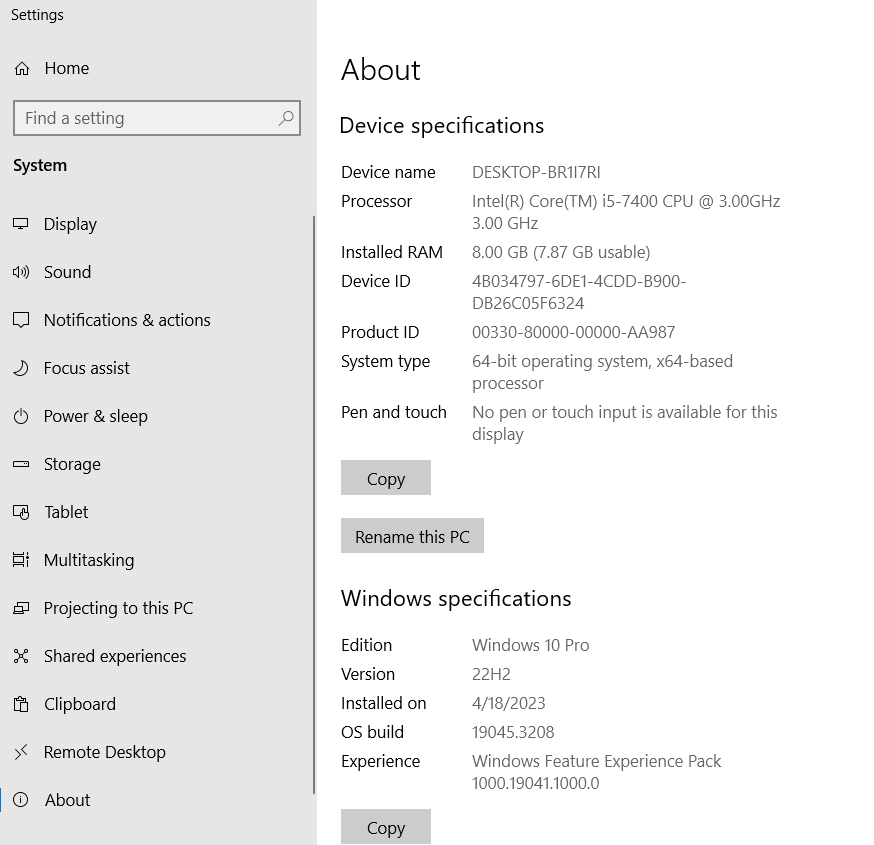 Settings
Home
Find a setting
System
Display
Sound
Notifications & actions
Focus assist
Power & sleep
Storage
Tablet
Multitasking
Projecting to this PC
Shared experiences
Clipboard
Remote Desktop
About
About
Device specifications
Device name DESKTOP-BR1I7RI
Processor Intel(R) Core(TM) i5-7400 CPU @ 3.00GHz
3.00 GHz
Installed RAM 8.00 GB (7.87 GB usable)
Device ID 4B034797-6DE1-4CDD-B900-
DB26C05F6324
Product ID 00330-80000-00000-AA987
System type 64-bit operating system, x64-based
processor
Pen and touch No pen or touch input is available for this
display
Copy
Rename this PC
Windows specifications
Edition Windows 10 Pro
Version 22H2
Installed on 4/18/2023
OS build 19045.3208
Experience Windows Feature Experience Pack
1000.19041.1000.0
Copy